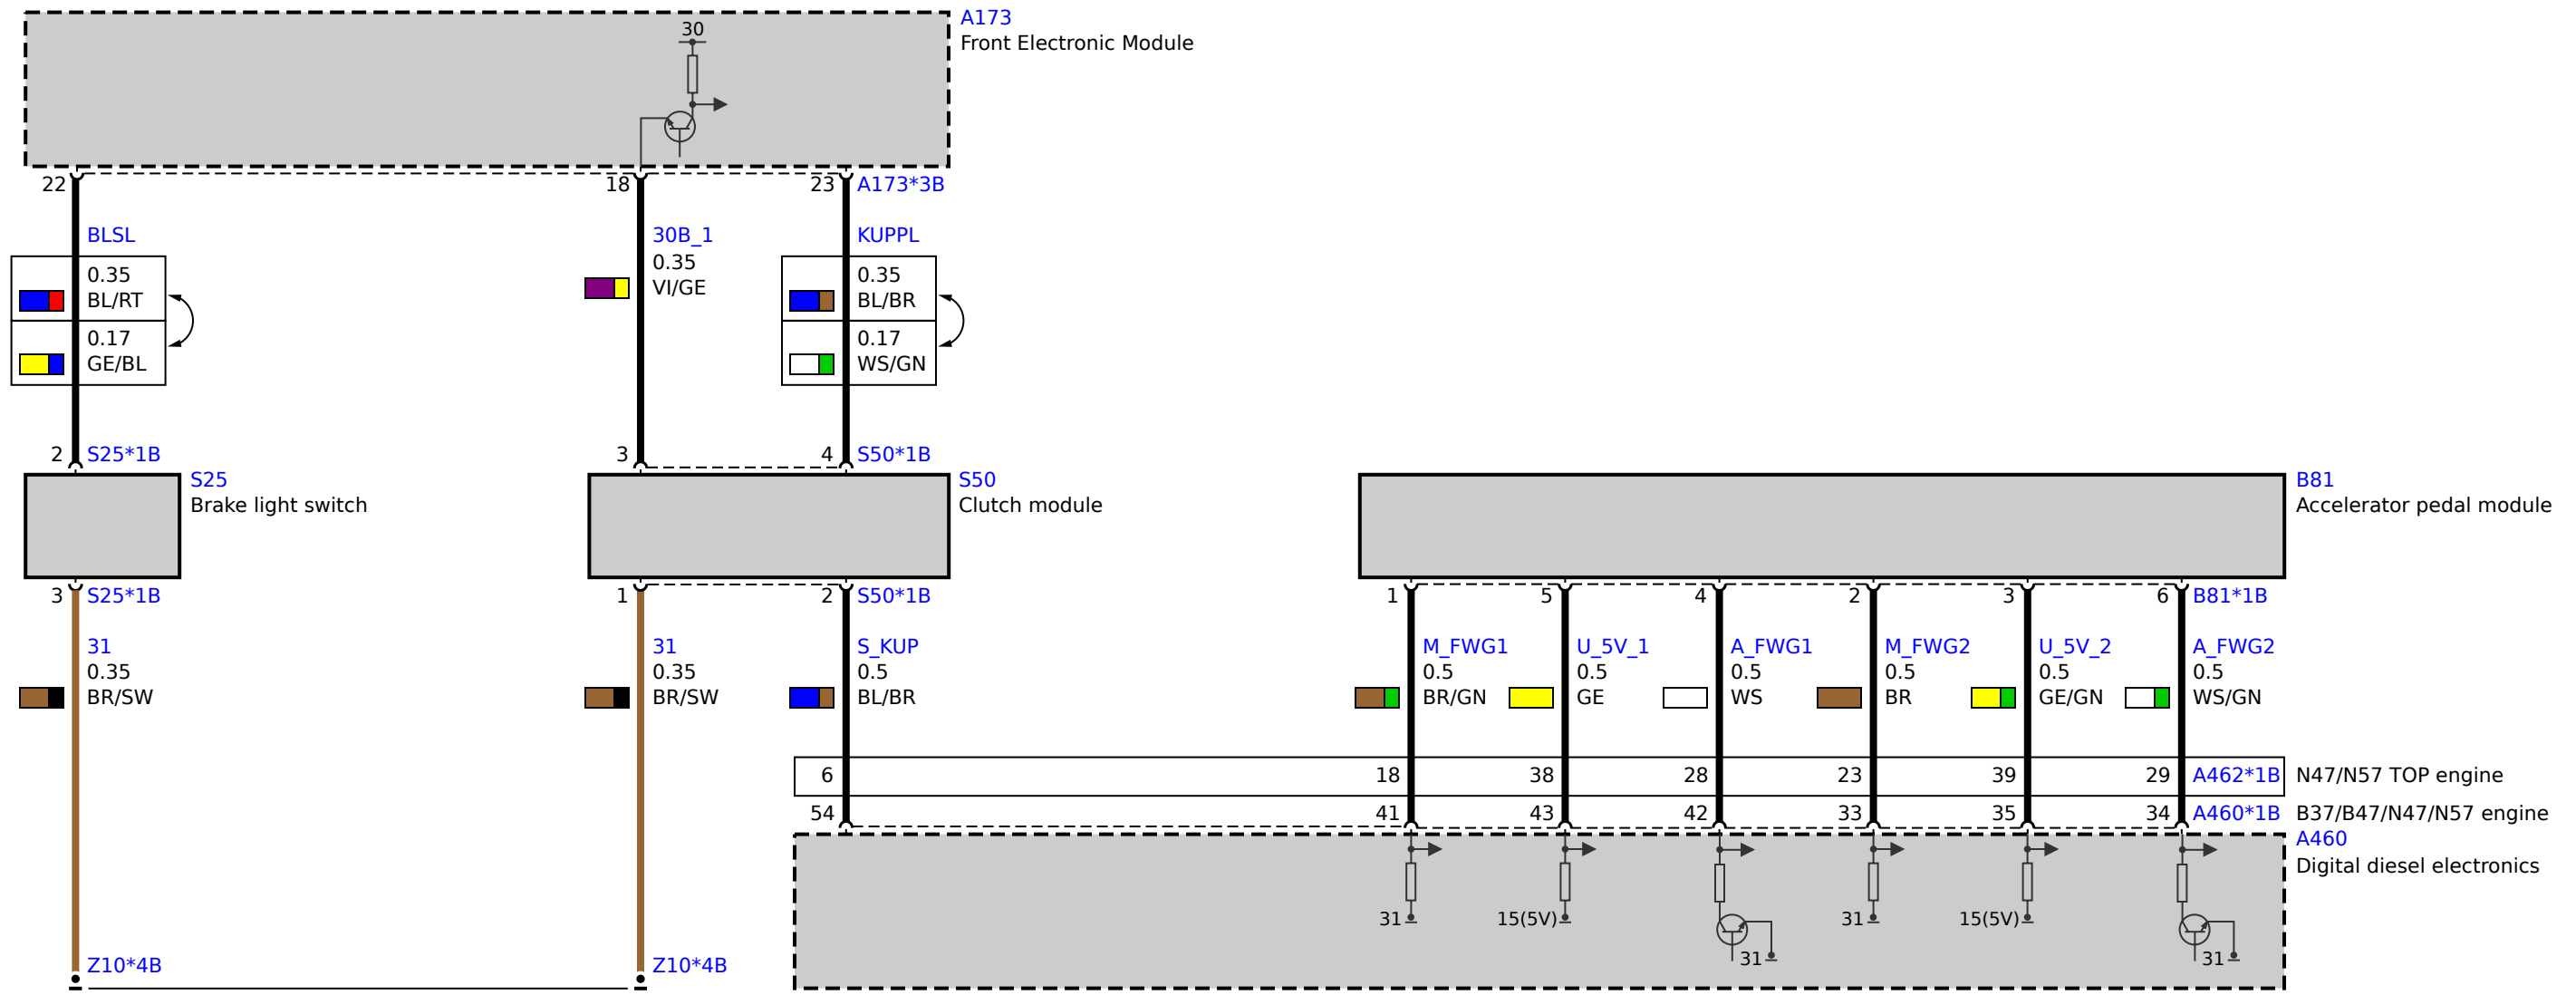 A173
Front Electronic Module
30
22
18
23
A173*3B
BLSL
30B_1
KUPPL
0.35
BL/RT
0.17
GE/BL
0.35
VI/GE
0.35
BL/BR
0.17
WS/GN
2
S25*1B
3
4
S50*1B
S25
Brake light switch
S50
Clutch module
B81
Accelerator pedal module
3
S25*1B
1
2
S50*1B
1
5
4
2
3
6
B81*1B
31
0.35
BR/SW
31
0.35
BR/SW
S_KUP
0.5
BL/BR
M_FWG1
0.5
BR/GN
U_5V_1
0.5
GE
A_FWG1
0.5
WS
M_FWG2
0.5
BR
U_5V_2
0.5
GE/GN
A_FWG2
0.5
WS/GN
6
18
38
28
23
39
29
A462*1B
N47/N57 TOP engine
54
41
43
42
33
35
34
A460*1B
B37/B47/N47/N57 engine
A460
Digital diesel electronics
31
15(5V)
31
31
15(5V)
31
Z10*4B
Z10*4B